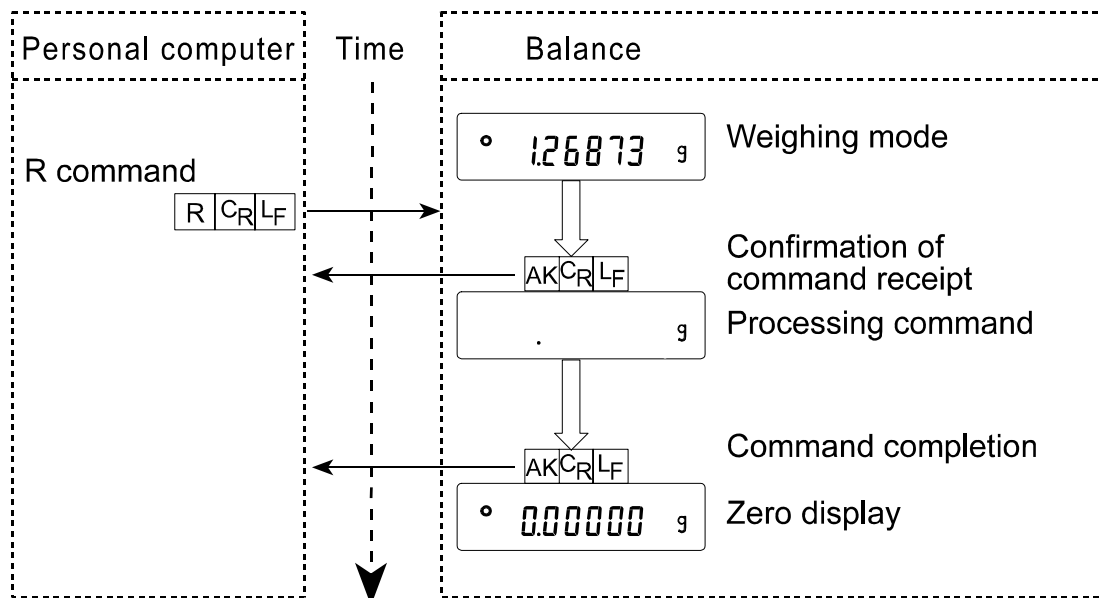 Personal computer Time Balance
1.26873 g Weighing mode
R command
R CR LF
Confirmation of
command receipt
AK CR LF
g Processing command
Command completion
AK CR LF
0.00000 g Zero display